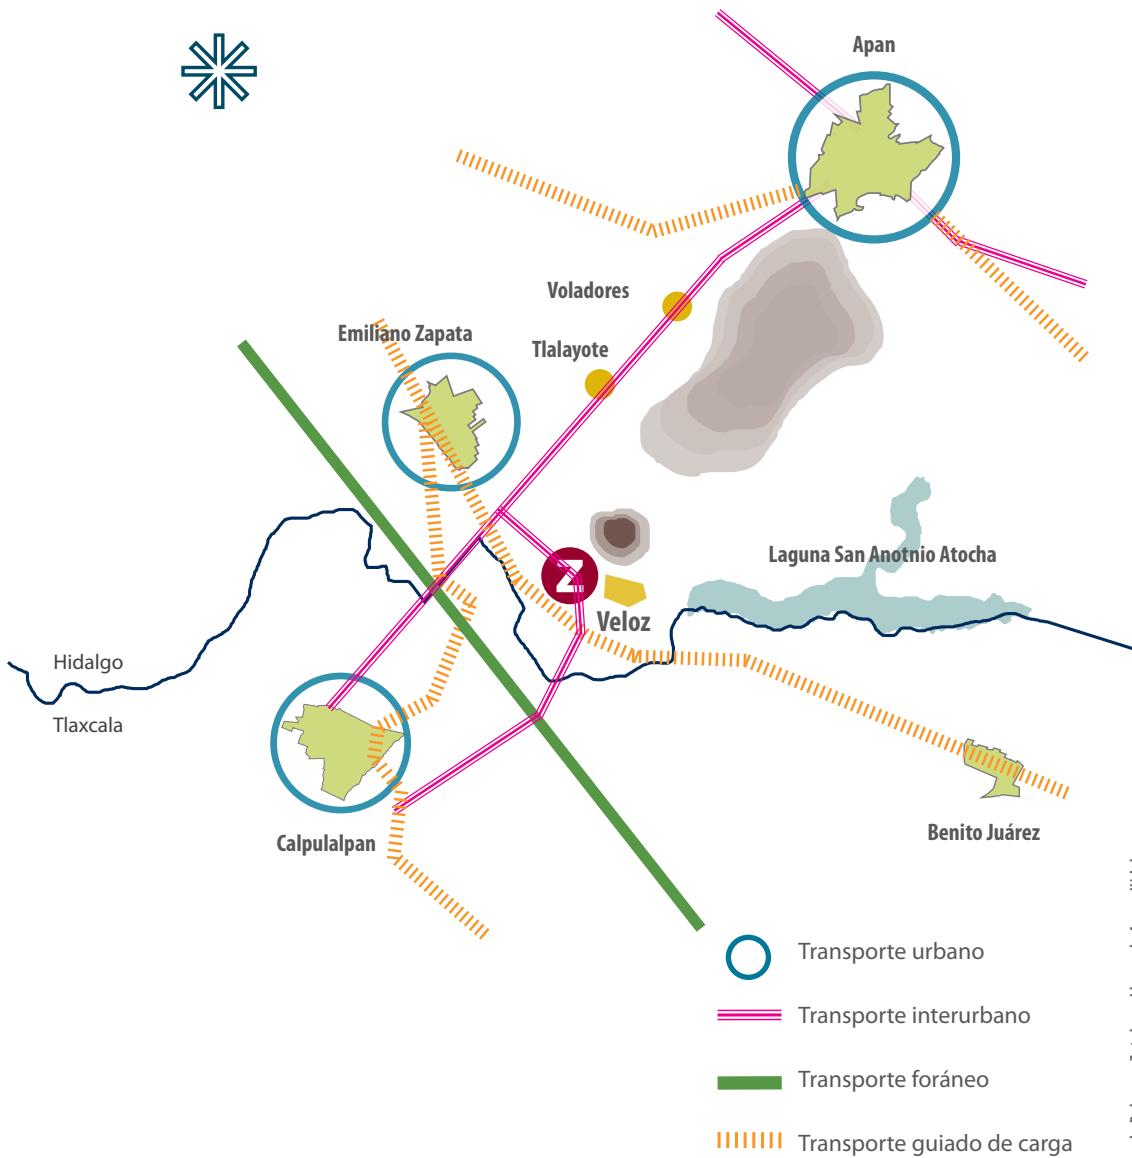 Apan
Voladores
Emiliano Zapata
Tlalayote
Laguna San Anotnio Atocha
Z
Veloz
Hidalgo
Tlaxcala
Calpulalpan
Benito Juárez
Transporte urbano
Transporte interurbano
Transporte foráneo
Transporte guiado de carga